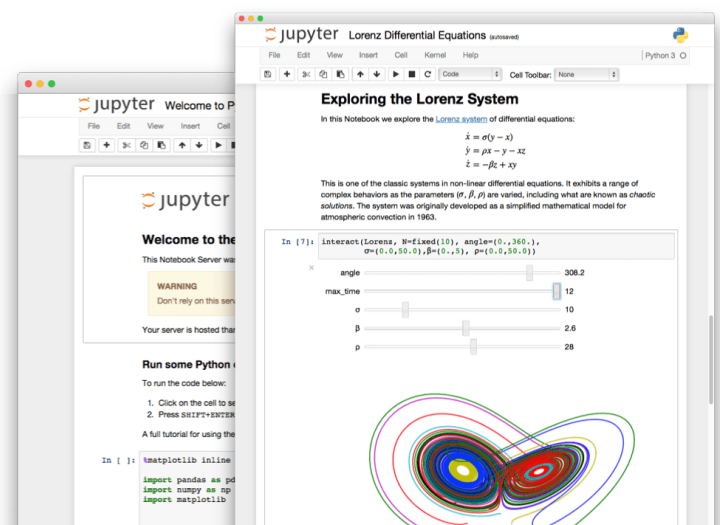 jupyter Lorenz Differential Equations (autosaved)
File Edit View Insert Cell Kernel Help Python 3
Code Cell Toolbar: None
Exploring the Lorenz System
In this Notebook we explore the Lorenz system of differential equations:
ẋ = σ(y − x)
ẏ = ρx − y − xz
ż = −βz + xy
This is one of the classic systems in non-linear differential equations. It exhibits a range of
complex behaviors as the parameters (σ, β, ρ) are varied, including what are known as chaotic
solutions. The system was originally developed as a simplified mathematical model for
atmospheric convection in 1963.
In [7]: interact(Lorenz, N=fixed(10), angle=(0.,360.),
σ=(0.0,50.0),β=(0.,5), ρ=(0.0,50.0))
angle 308.2
max_time 12
σ 10
β 2.6
ρ 28
jupyter Welcome to P
File Edit View Insert Cell
jupyter
Welcome to the
This Notebook Server was
WARNING
Don't rely on this serv
Your server is hosted than
Run some Python
To run the code below:
1. Click on the cell to se
2. Press SHIFT+ENTER
A full tutorial for using the
In [ ]: %matplotlib inline
import pandas as pd
import numpy as np
import matplotlib